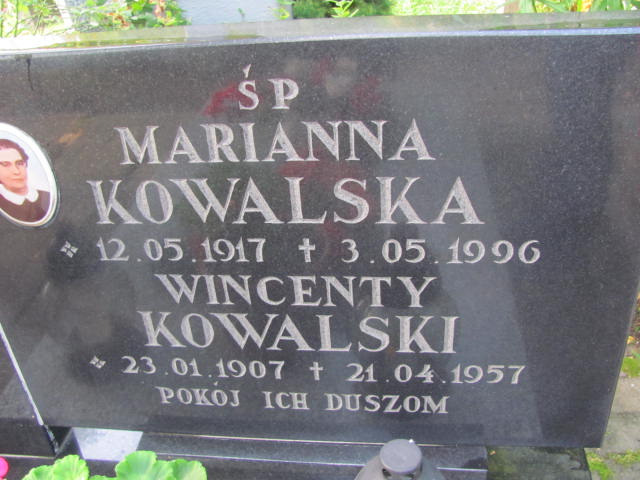 ŚP
MARIANNA
KOWALSKA
12.05.1917 ✝ 3.05.1996
WINCENTY
KOWALSKI
23.01.1907 ✝ 21.04.1957
POKÓJ ICH DUSZOM